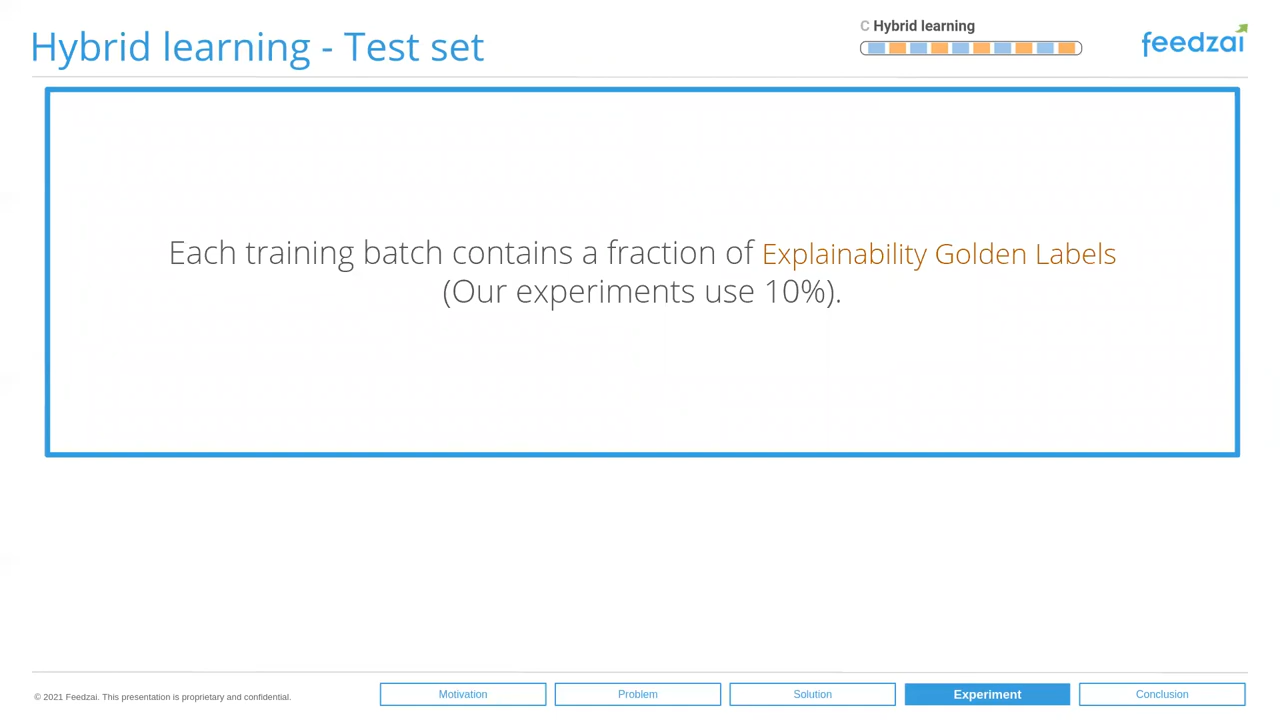 Hybrid learning - Test set
C Hybrid learning
feedzai
Each training batch contains a fraction of Explainability Golden Labels
(Our experiments use 10%).
© 2021 Feedzai. This presentation is proprietary and confidential.
Motivation
Problem
Solution
Experiment
Conclusion